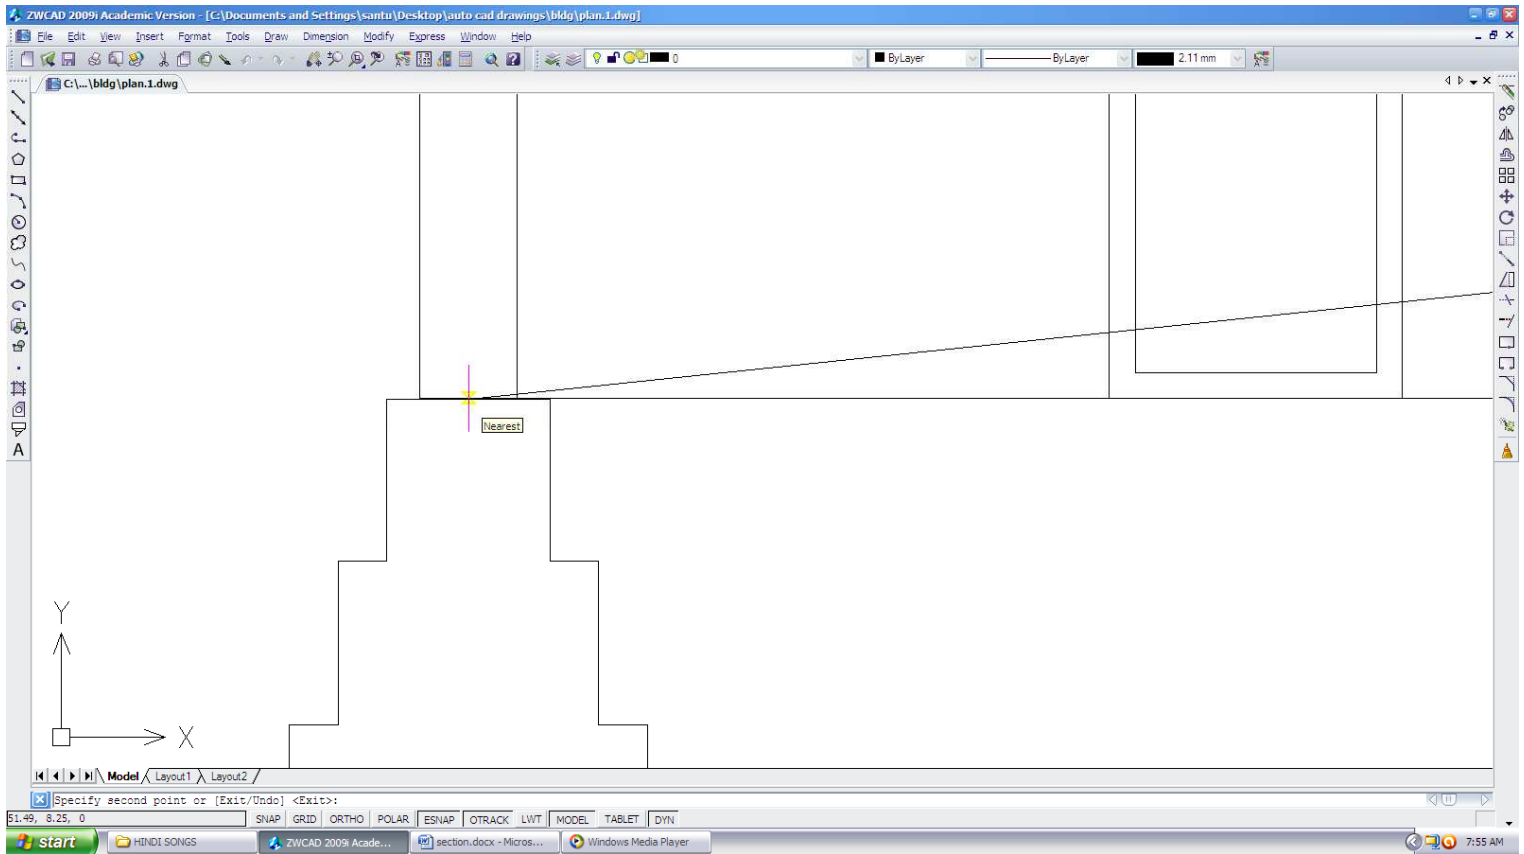 ZWCAD 2009i Academic Version - [C:\Documents and Settings\santu\Desktop\auto cad drawings\bldg\plan.1.dwg]
File Edit View Insert Format Tools Draw Dimension Modify Express Window Help
0 ByLayer ByLayer 2.11 mm
C:\...\bldg\plan.1.dwg
A
Nearest
Y
X
Model Layout1 Layout2
Specify second point or [Exit/Undo] <Exit>:
51.49, 8.25, 0 SNAP GRID ORTHO POLAR ESNAP OTRACK LWT MODEL TABLET DYN
start HINDI SONGS ZWCAD 2009i Acade... section.docx - Micros... Windows Media Player 7:55 AM